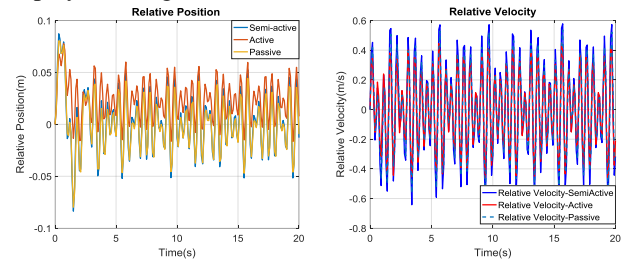 Relative Position
Relative Position(m)
0.1
0.05
0
-0.05
-0.1
0
5
10
15
20
Time(s)
Semi-active
Active
Passive
Relative Velocity
Relative Velocity(m/s)
0.6
0.4
0.2
0
-0.2
-0.4
-0.6
-0.8
0
5
10
15
20
Time(s)
Relative Velocity-SemiActive
Relative Velocity-Active
Relative Velocity-Passive